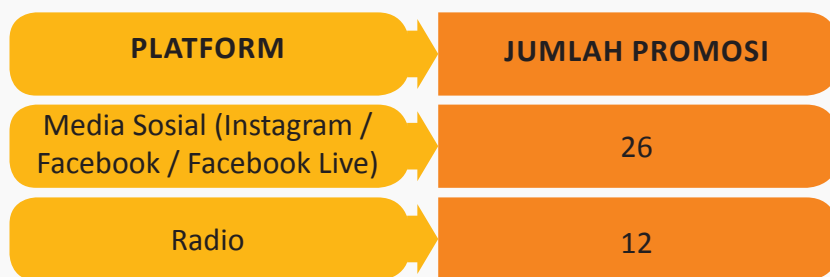 PLATFORM
JUMLAH PROMOSI
Media Sosial (Instagram /
Facebook / Facebook Live)
26
Radio
12